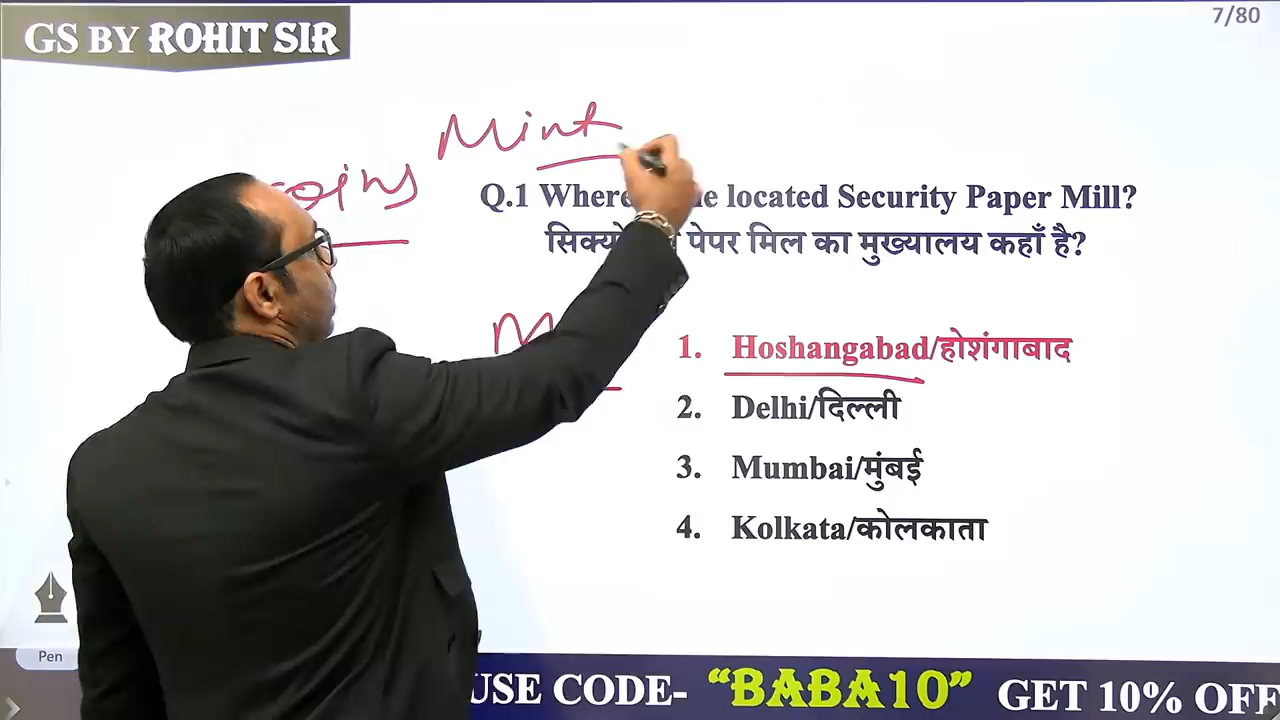 GS BY ROHIT SIR
7/80
Mint
coins
Q.1 Where located Security Paper Mill?
पेपर मिल का मुख्यालय कहाँ है?
1. Hoshangabad/होशंगाबाद
2. Delhi/दिल्ली
3. Mumbai/मुंबई
4. Kolkata/कोलकाता
Pen
USE CODE- “BABA10” GET 10% OFF